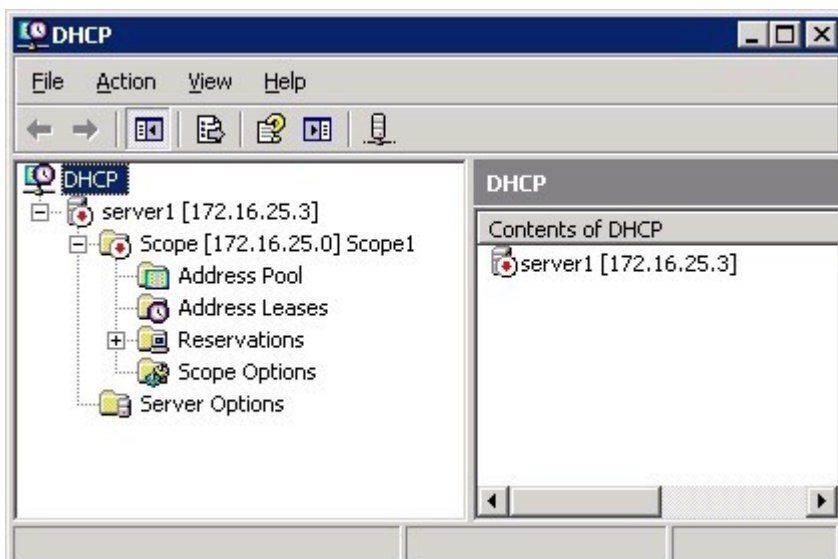 DHCP
File Action View Help
DHCP
server1 [172.16.25.3]
Scope [172.16.25.0] Scope1
Address Pool
Address Leases
Reservations
Scope Options
Server Options
DHCP
Contents of DHCP
server1 [172.16.25.3]